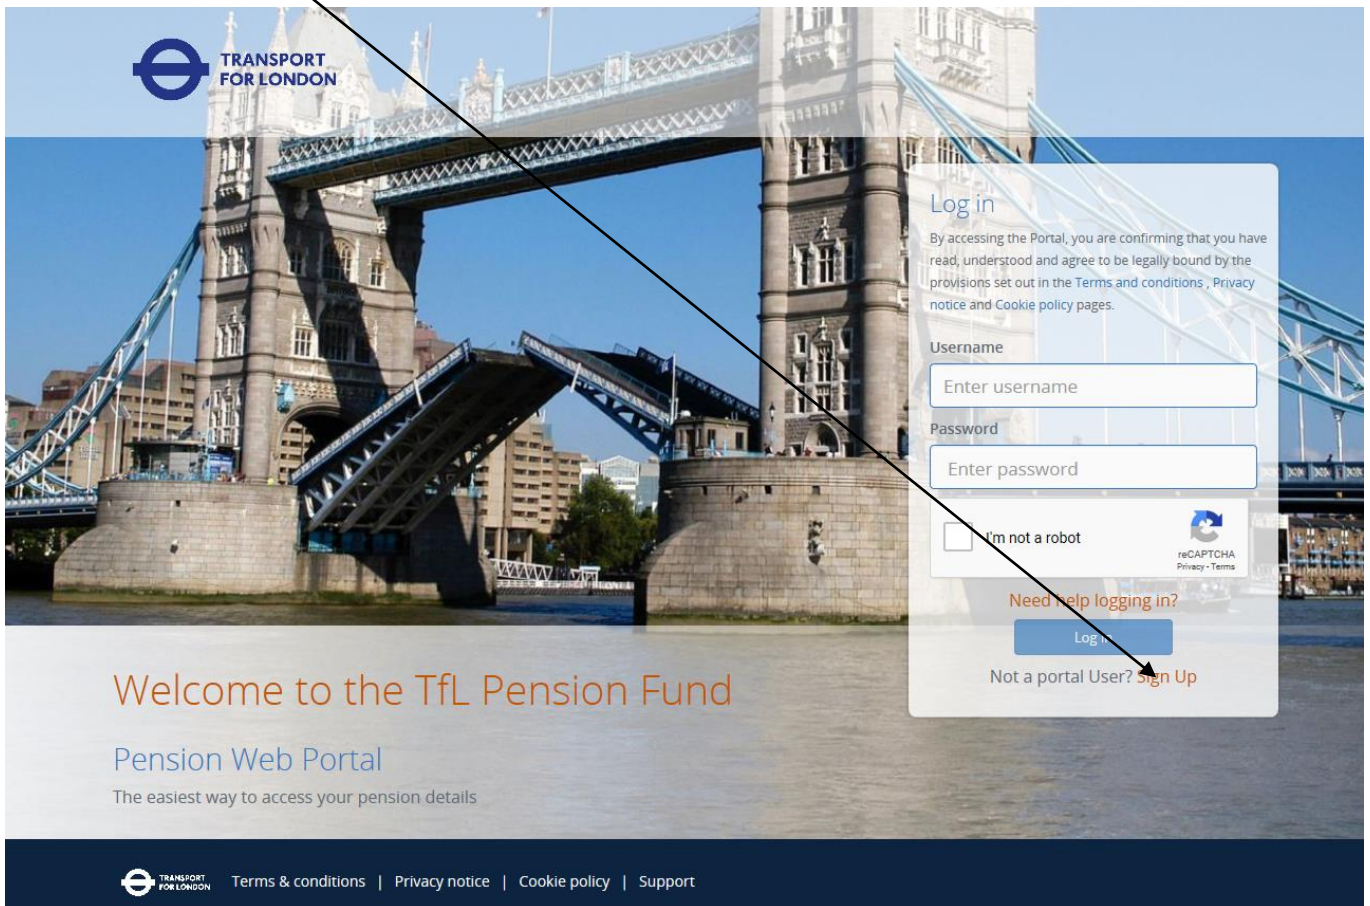 TRANSPORT
FOR LONDON
Log in
By accessing the Portal, you are confirming that you have
read, understood and agree to be legally bound by the
provisions set out in the Terms and conditions , Privacy
notice and Cookie policy pages.
Username
Enter username
Password
Enter password
I'm not a robot
reCAPTCHA
Privacy - Terms
Need help logging in?
Log in
Not a portal User? Sign Up
Welcome to the TfL Pension Fund
Pension Web Portal
The easiest way to access your pension details
TRANSPORT
FOR LONDON
Terms & conditions | Privacy notice | Cookie policy | Support